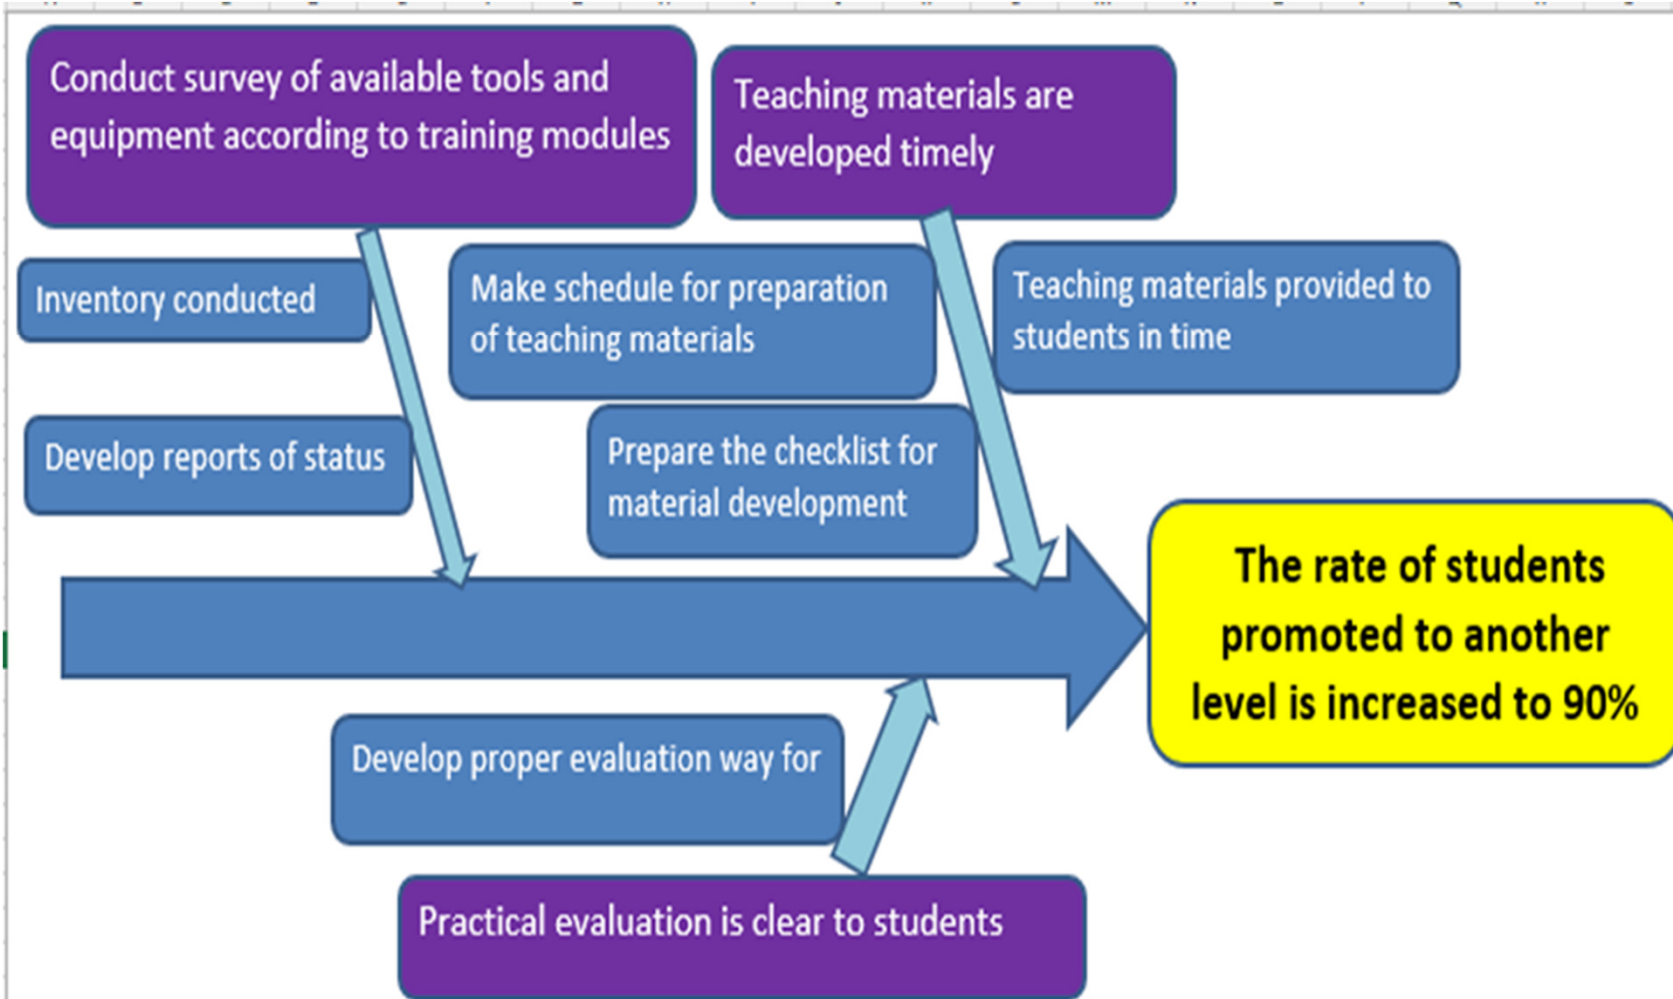 Conduct survey of available tools and
equipment according to training modules
Teaching materials are
developed timely
Inventory conducted
Make schedule for preparation
of teaching materials
Teaching materials provided to
students in time
Develop reports of status
Prepare the checklist for
material development
The rate of students
promoted to another
level is increased to 90%
Develop proper evaluation way for
Practical evaluation is clear to students